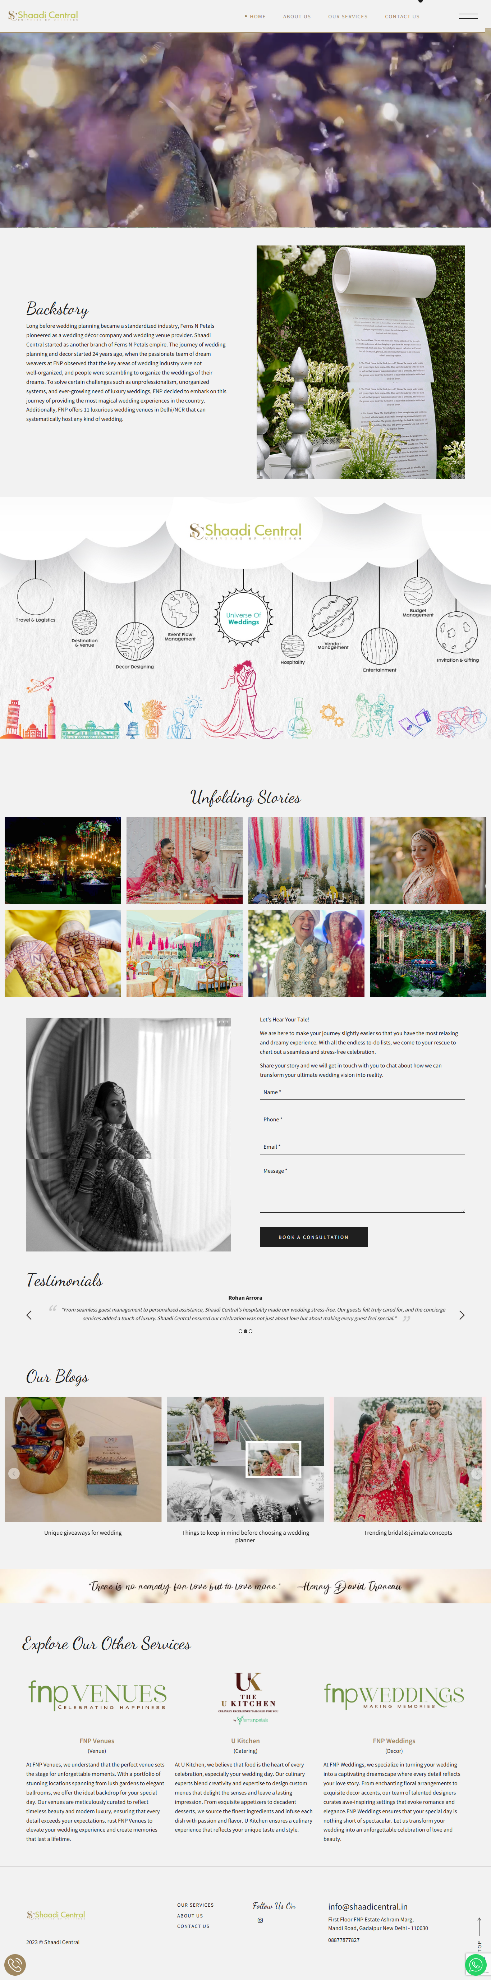 Shaadi Central
HOME ABOUT US OUR SERVICES CONTACT US
Backstory
Long before wedding planning became a standardized industry, Ferns N Petals
pioneered as a wedding décor company and wedding venue provider. Shaadi
Central started as another branch of Ferns N Petals empire. The journey of wedding
planning and decor started 24 years ago, when the passionate team of dream
weavers at FNP observed that the key areas of wedding industry were not
well-organized, and people were scrambling to organize the weddings of their
dreams. To solve certain challenges such as unprofessionalism, unorganized
systems, and ever-growing need of luxury weddings. FNP decided to embark on this
journey of providing the most magical wedding experiences in the country.
Additionally, FNP offers 11 luxurious wedding venues in Delhi/NCR that can
systematically host any kind of wedding.
Shaadi Central
Travel & Logistics
Destination
& Venue
Decor Designing
Event Flow
Management
Universe Of
Weddings
Hospitality
Vendor
Management
Entertainment
Budget
Management
Invitation & Gifting
Unfolding Stories
Let's Hear Your Tale!
We are here to make your journey slightly easier so that you have the most relaxing
and dreamy experience. With all the endless to-do lists, we come to your rescue to
chart out a seamless and stress-free celebration.
Share your story and we will get in touch with you to chat about how we can
transform your ultimate wedding vision into reality.
Name *
Phone *
Email *
Message *
BOOK A CONSULTATION
Testimonials
Rohan Arrora
"From seamless guest management to personalized assistance, Shaadi Central's hospitality made our wedding stress-free. Our guests felt truly cared for, and the concierge
services added a touch of luxury. Shaadi Central ensured our celebration was not just about love but about making every guest feel special."
Our Blogs
Unique giveaways for wedding
Things to keep in mind before choosing a wedding
planner
Trending bridal & jaimala concepts
"There is no remedy for love but to love more." —Henry David Thoreau
Explore Our Other Services
fnp VENUES
CELEBRATING HAPPINESS
UK
THE
U KITCHEN
fnp WEDDINGS
MAKING MEMORIES
FNP Venues
(Venue)
At FNP Venues, we understand that the perfect venue sets
the stage for unforgettable moments. With a portfolio of
stunning locations spanning from lush gardens to elegant
ballrooms, we offer the ideal backdrop for your special
day. Our venues are meticulously curated to reflect
timeless beauty and modern luxury, ensuring that every
detail exceeds your expectations. Trust FNP Venues to
elevate your wedding experience and create memories
that last a lifetime.
U Kitchen
(Catering)
At U Kitchen, we believe that food is the heart of every
celebration, especially your wedding day. Our culinary
experts blend creativity and expertise to design custom
menus that delight the senses and leave a lasting
impression. From exquisite appetisers to decadent
desserts, we source the finest ingredients and infuse each
dish with passion and flavor. U Kitchen ensures a culinary
experience that reflects your unique taste and style.
FNP Weddings
(Decor)
At FNP Weddings, we specialize in turning your wedding
into a captivating dreamscape where every detail reflects
your love story. From enchanting floral arrangements to
exquisite decor accents, our team of talented designers
curates awe-inspiring settings that evoke romance and
elegance. FNP Weddings ensures that your special day is
nothing short of spectacular. Let us transform your
wedding into an unforgettable celebration of love and
beauty.
Shaadi Central
2023 © Shaadi Central
OUR SERVICES
ABOUT US
CONTACT US
Follow Us On
info@shaadicentral.in
First Floor FNP Estate Ashram Marg,
Mandi Road, Gadaipur New Delhi - 110030
08877877827
TOP